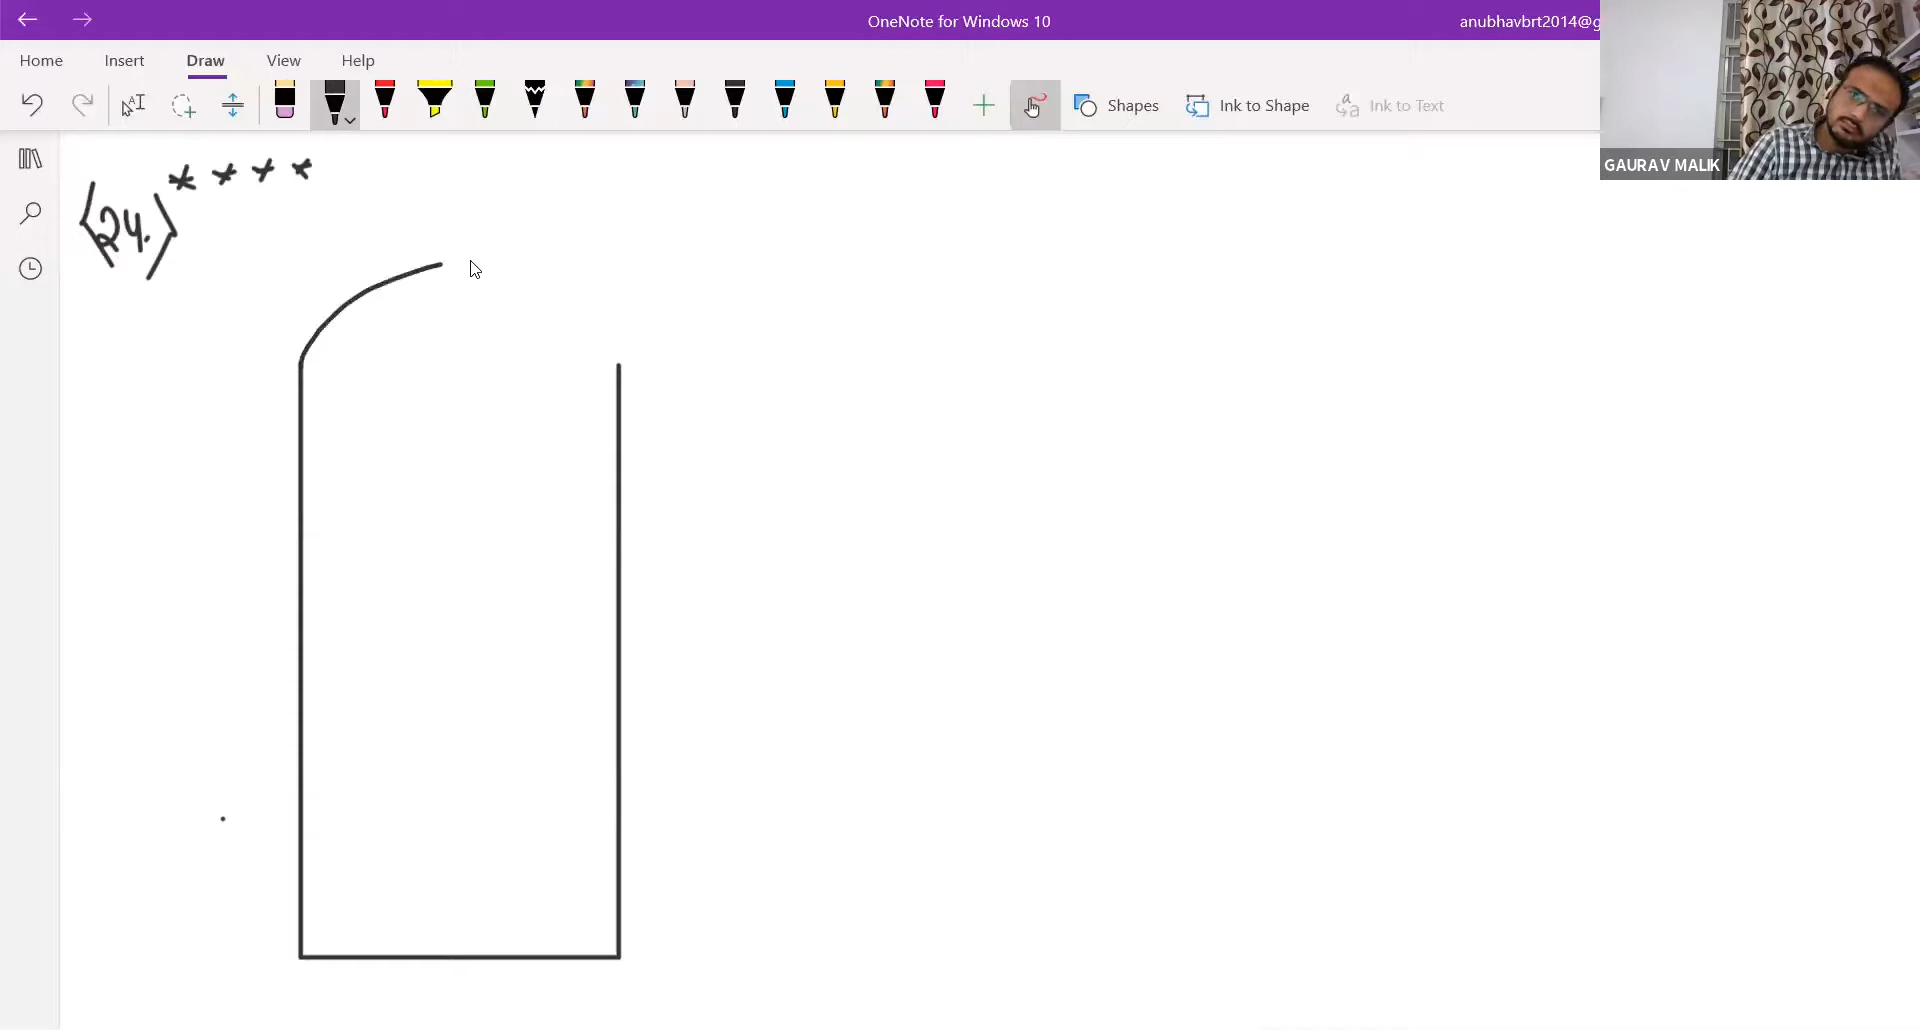 OneNote for Windows 10
anubhavbrt2014@g
Home Insert Draw View Help
Shapes Ink to Shape Ink to Text
GAURAV MALIK
⟨24.⟩****